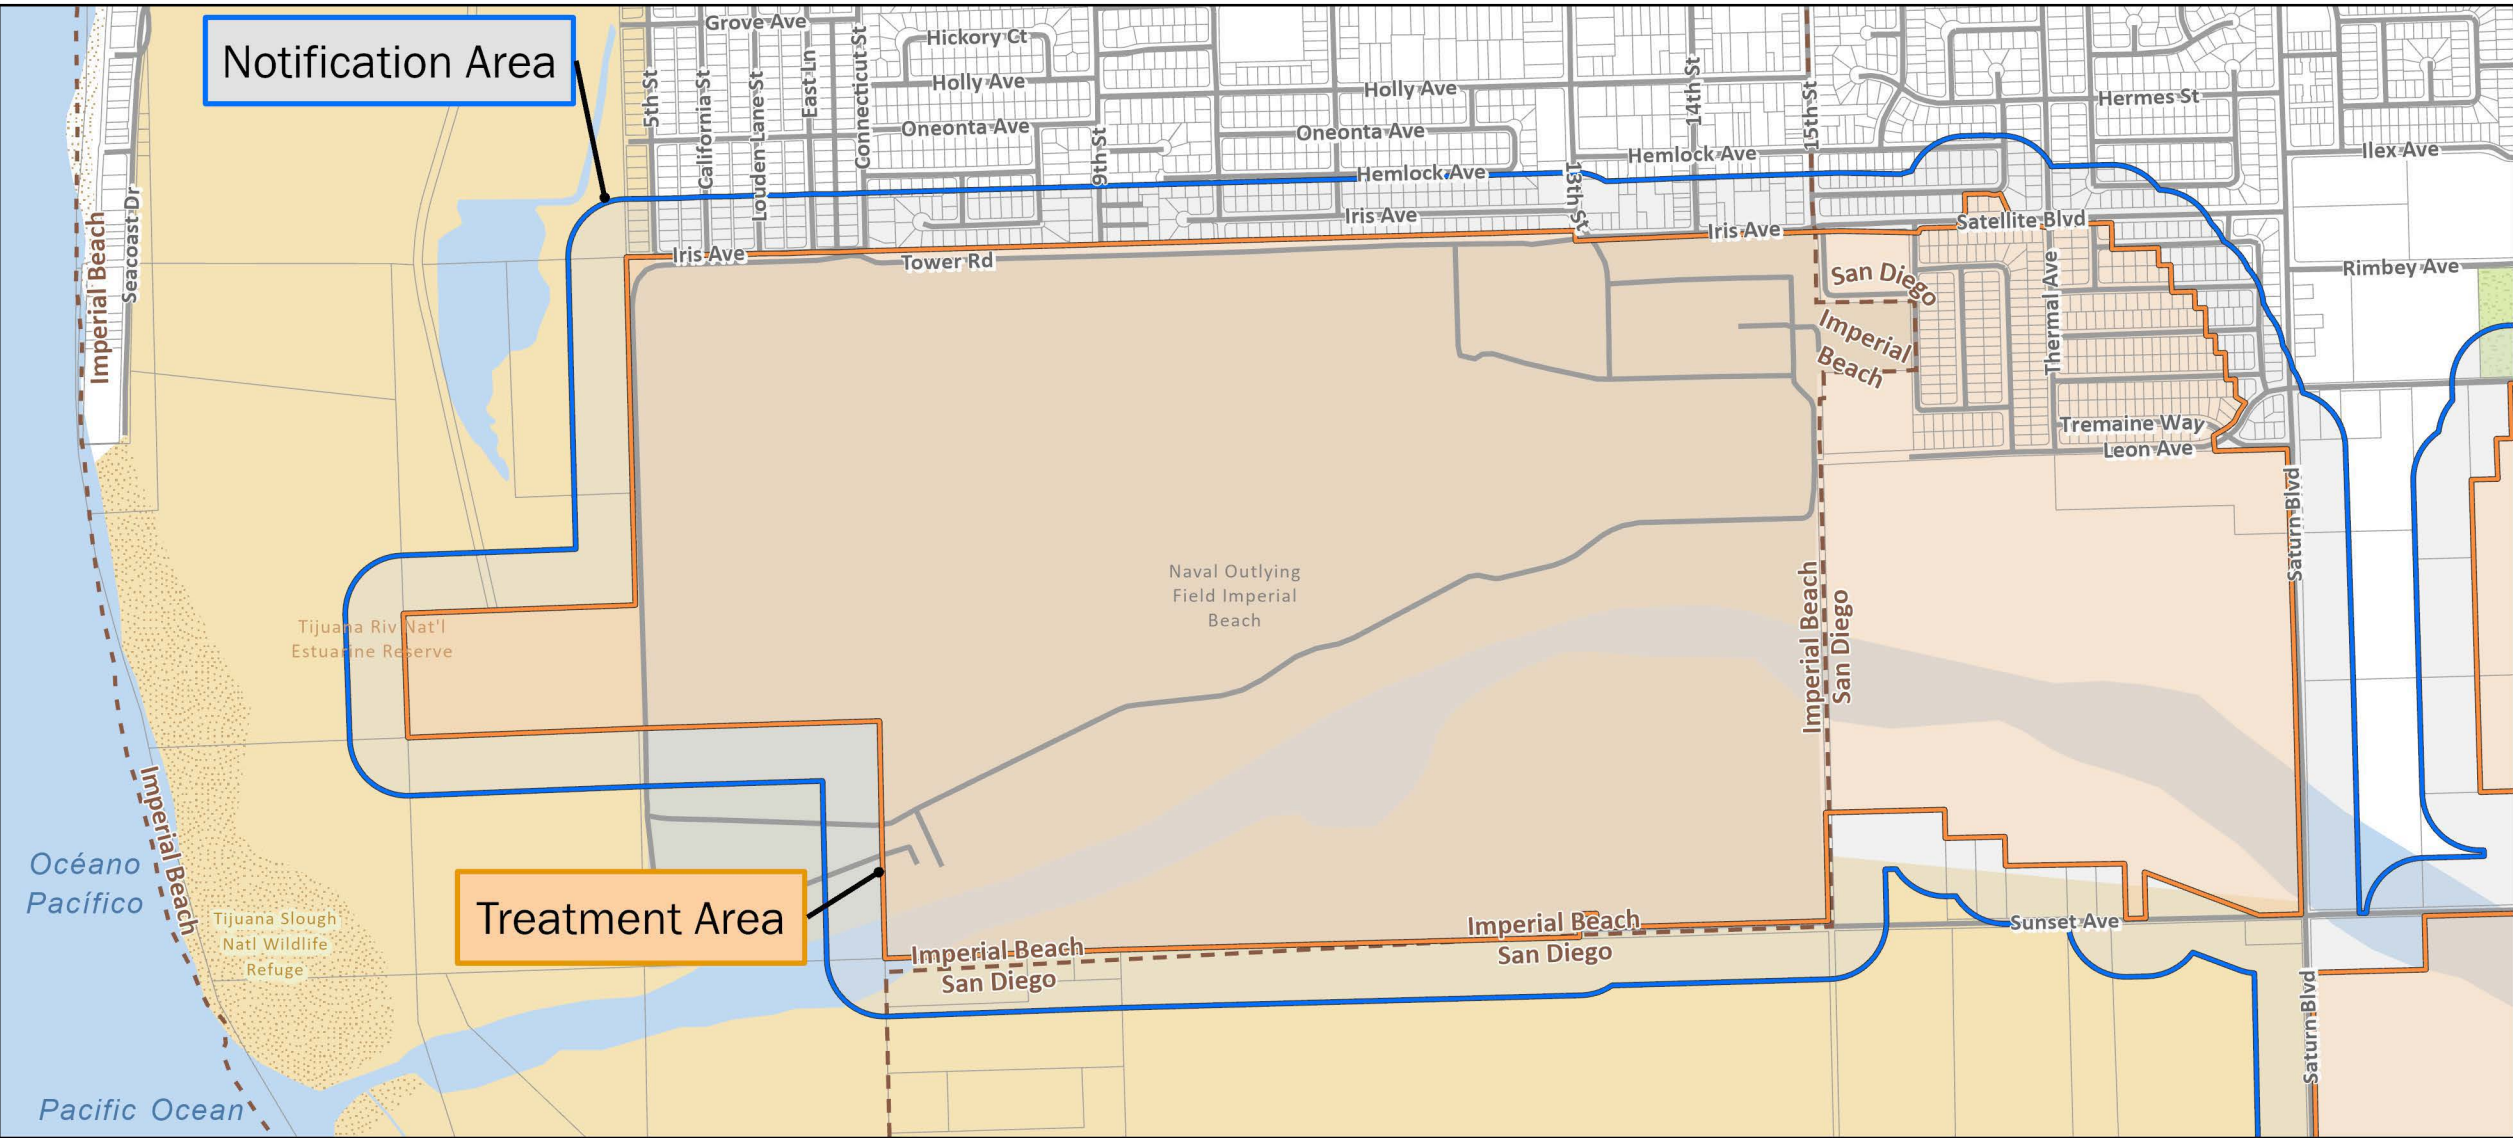 Grove Ave
Notification Area
Hickory Ct
Holly Ave
Holly Ave
Hermes St
5th St
California St
Louden Lane St
East Ln
Connecticut St
9th St
13th St
14th St
15th St
Oneonta Ave
Oneonta Ave
Hemlock Ave
Hemlock Ave
Ilex Ave
Imperial Beach
Seacoast Dr
Iris Ave
Iris Ave
Iris Ave
Tower Rd
Satellite Blvd
Rimbey Ave
San Diego
Imperial
Beach
Thermal Ave
Tremaine Way
Leon Ave
Saturn Blvd
Naval Outlying
Field Imperial
Beach
Tijuana Riv Nat'l
Estuarine Reserve
Imperial Beach
San Diego
Imperial Beach
Océano
Pacífico
Treatment Area
Tijuana Slough
Natl Wildlife
Refuge
Imperial Beach
San Diego
Imperial Beach
San Diego
Sunset Ave
Saturn Blvd
Pacific Ocean